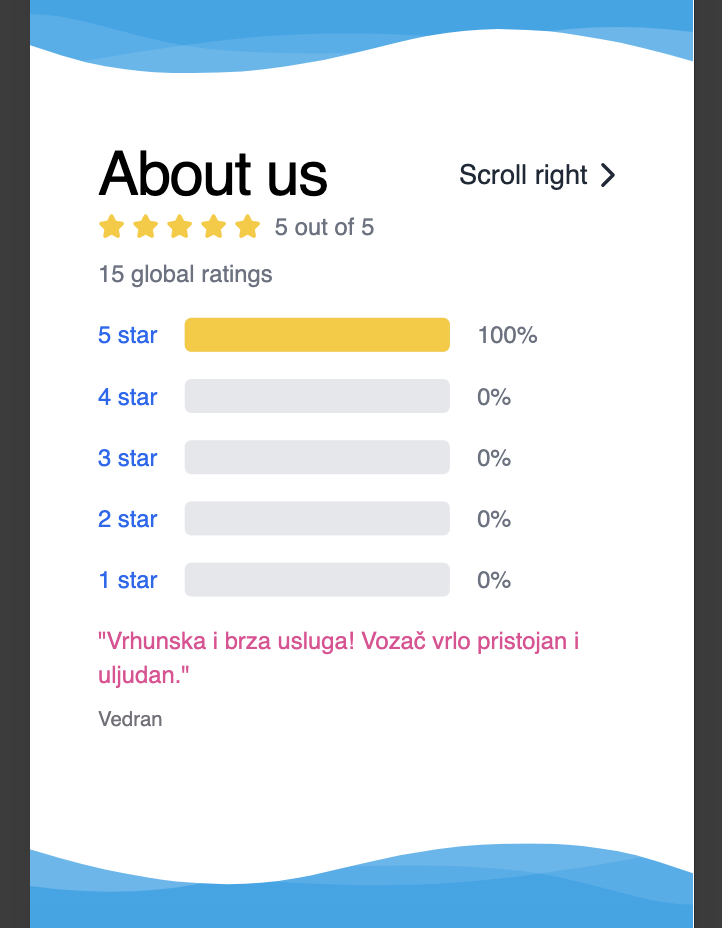 About us
Scroll right
5 out of 5
15 global ratings
5 star 100%
4 star 0%
3 star 0%
2 star 0%
1 star 0%
"Vrhunska i brza usluga! Vozač vrlo pristojan i
uljudan."
Vedran